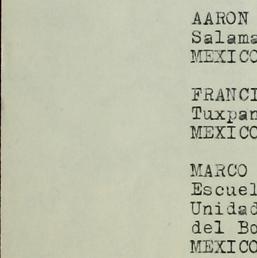 AARON
Salama
MEXICO
FRANCI
Tuxpan
MEXICO
MARCO
Escuel
Unidad
del Bo
MEXICO